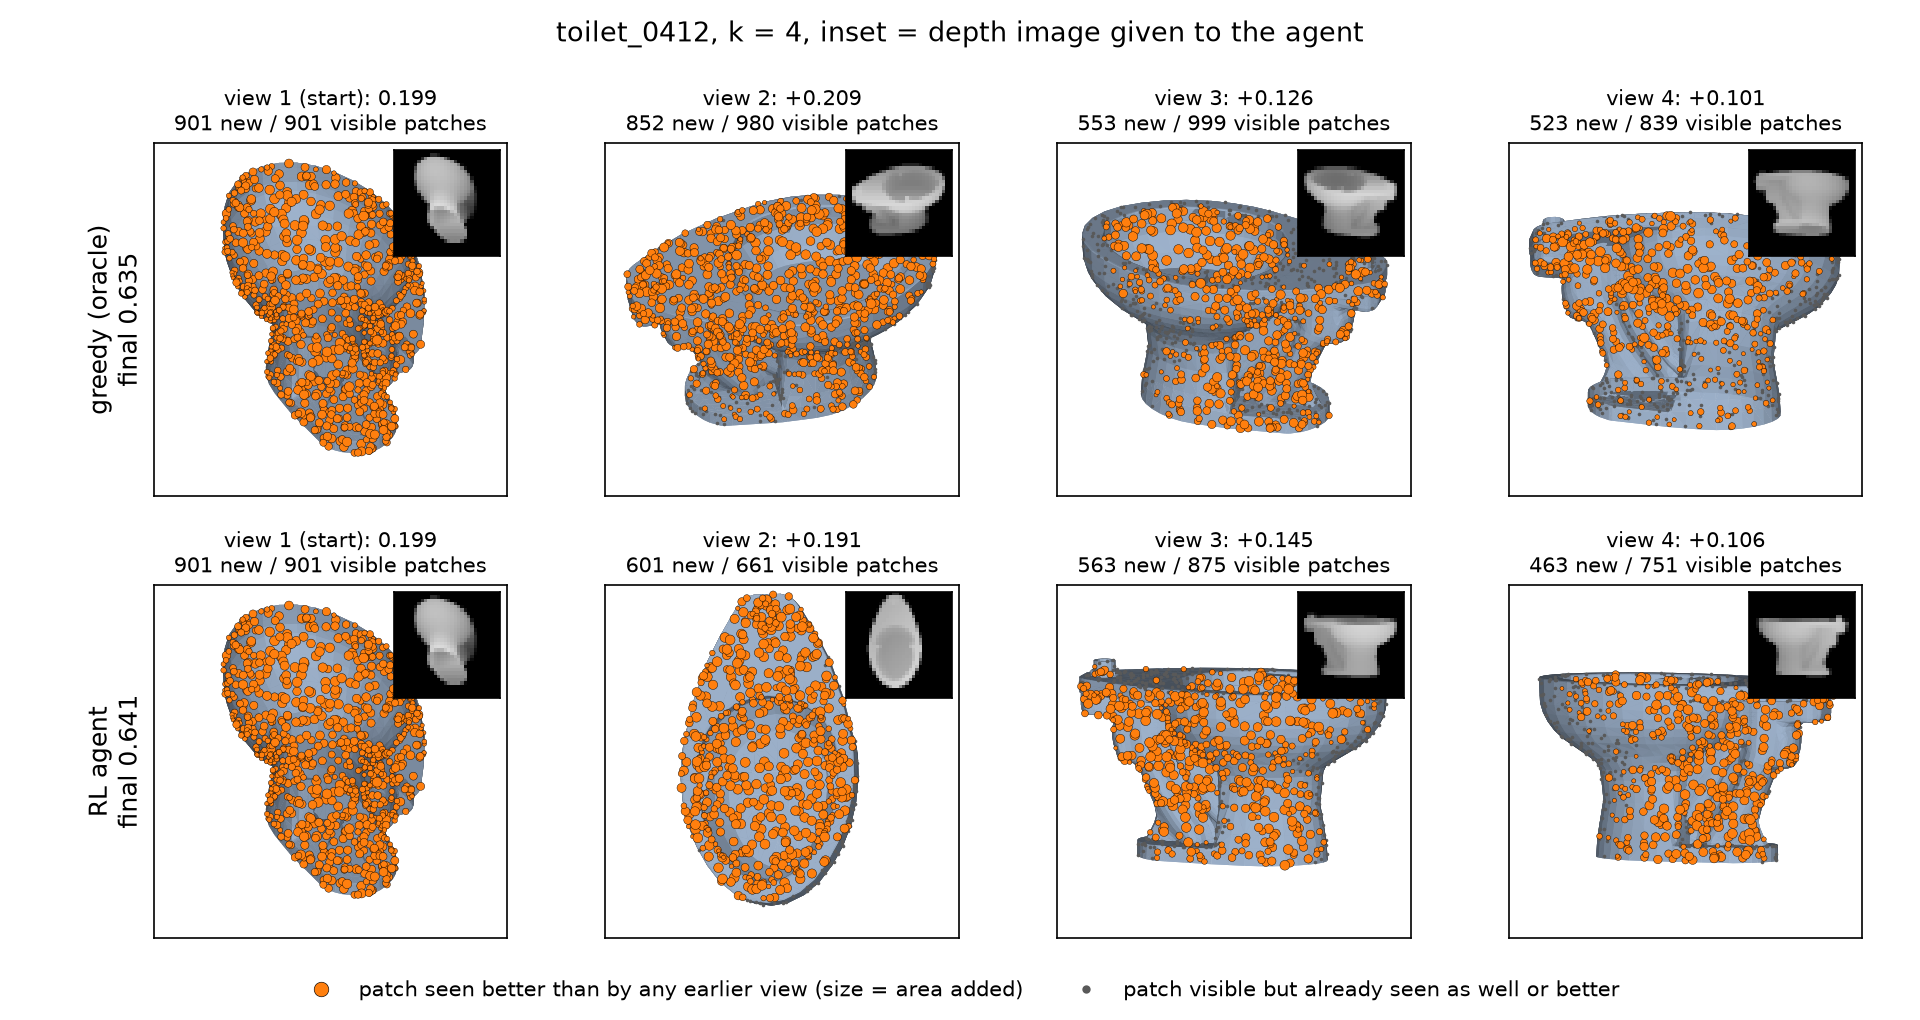 toilet_0412, k = 4, inset = depth image given to the agent
view 1 (start): 0.199
901 new / 901 visible patches
view 2: +0.209
852 new / 980 visible patches
view 3: +0.126
553 new / 999 visible patches
view 4: +0.101
523 new / 839 visible patches
greedy (oracle)
final 0.635
view 1 (start): 0.199
901 new / 901 visible patches
view 2: +0.191
601 new / 661 visible patches
view 3: +0.145
563 new / 875 visible patches
view 4: +0.106
463 new / 751 visible patches
RL agent
final 0.641
patch seen better than by any earlier view (size = area added)
patch visible but already seen as well or better